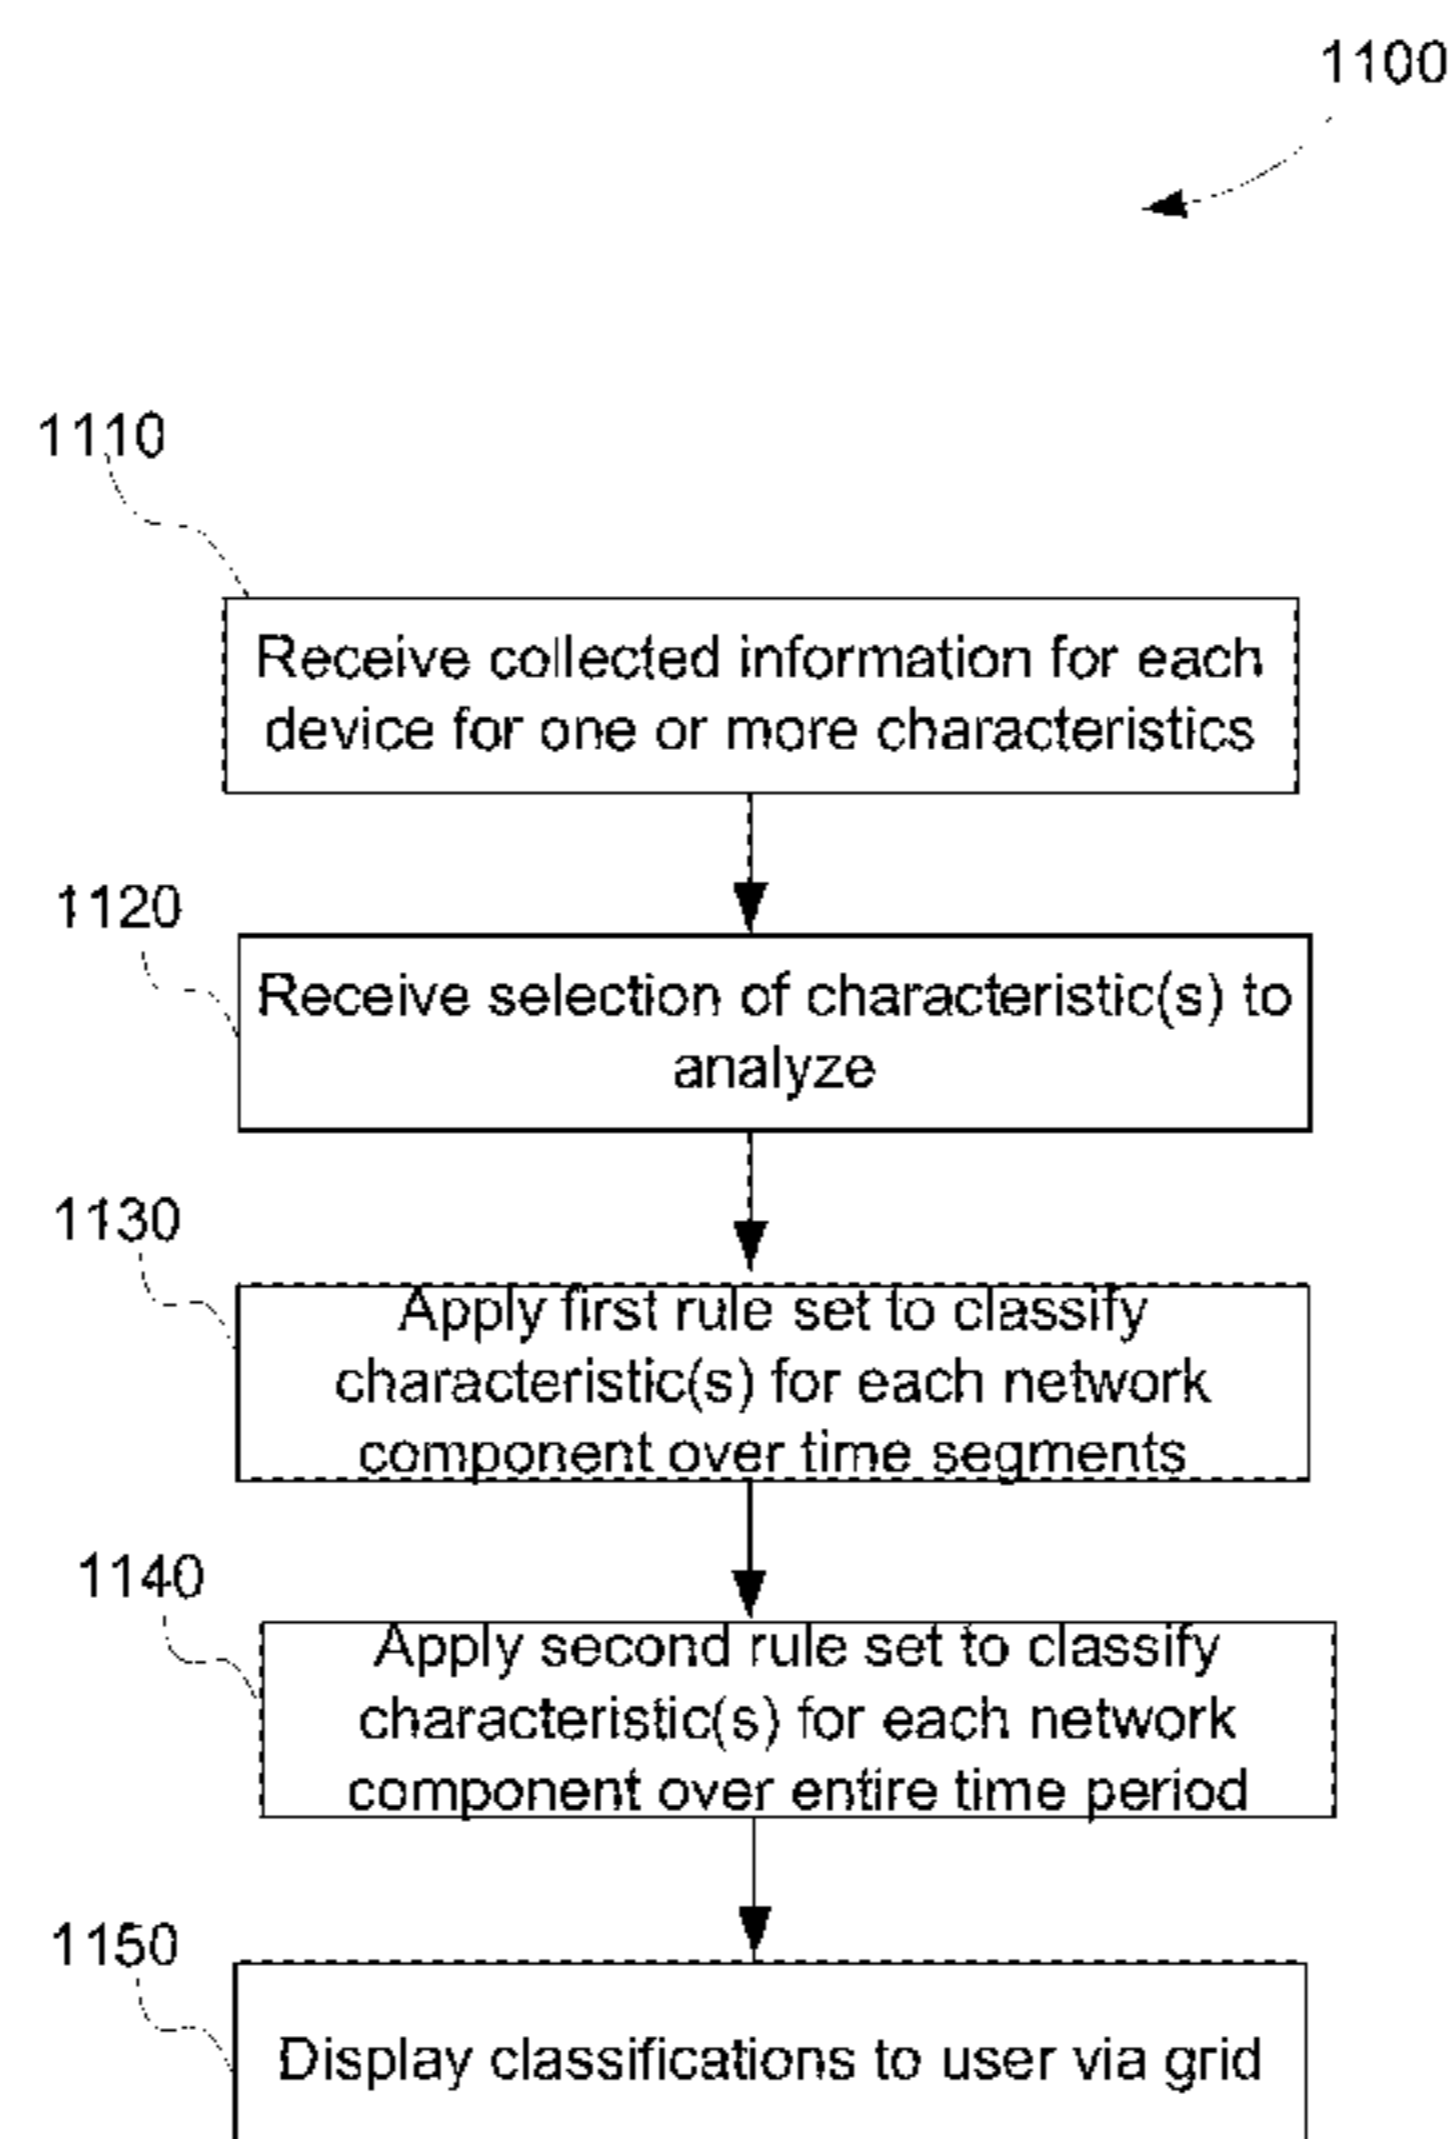 1100
1110
Receive collected information for each
device for one or more characteristics
1120
Receive selection of characteristic(s) to
analyze
1130
Apply first rule set to classify
characteristic(s) for each network
component over time segments
1140
Apply second rule set to classify
characteristic(s) for each network
component over entire time period
1150
Display classifications to user via grid